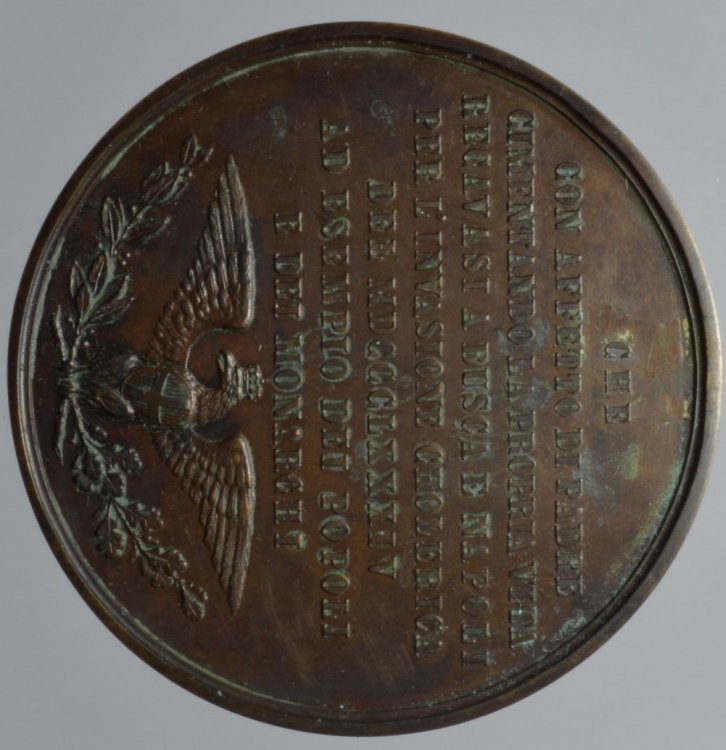 CHE
CON AFFETTO DI PADRE
CIMENTANDO LA PROPRIA VITA
RECAVASI A BUSCA E NAPOLI
PER L'INVASIONE CHOLERICA
DEL MDCCCLXXXIV
AD ESEMPIO DEI POPOLI
E DEI MONARCHI